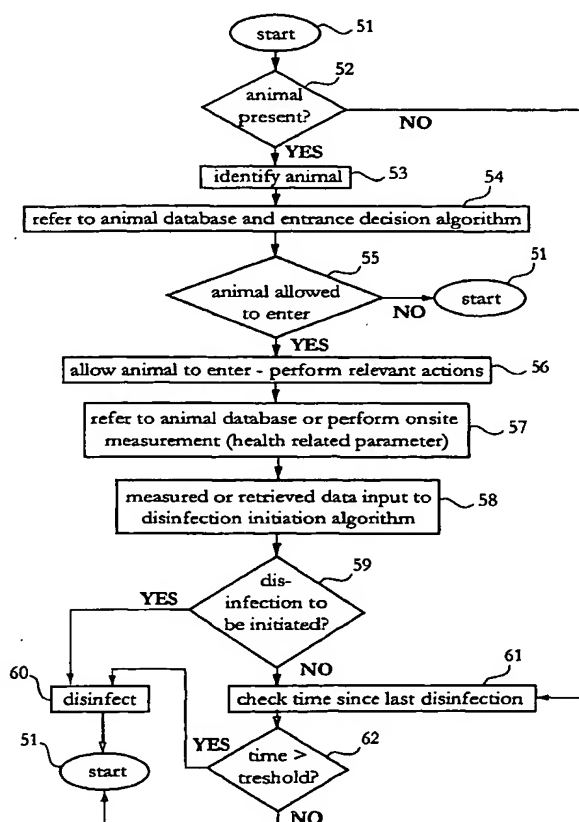 51
start
52
animal
present?
NO
YES
identify animal
53
54
refer to animal database and entrance decision algorithm
55
51
animal allowed
to enter
start
NO
YES
allow animal to enter - perform relevant actions
56
refer to animal database or perform onsite
measurement (health related parameter)
57
measured or retrieved data input to
disinfection initiation algorithm
58
59
dis-
infection to
be initiated?
YES
NO
61
60
disinfect
check time since last disinfection
62
51
start
YES
time >
treshold?
NO